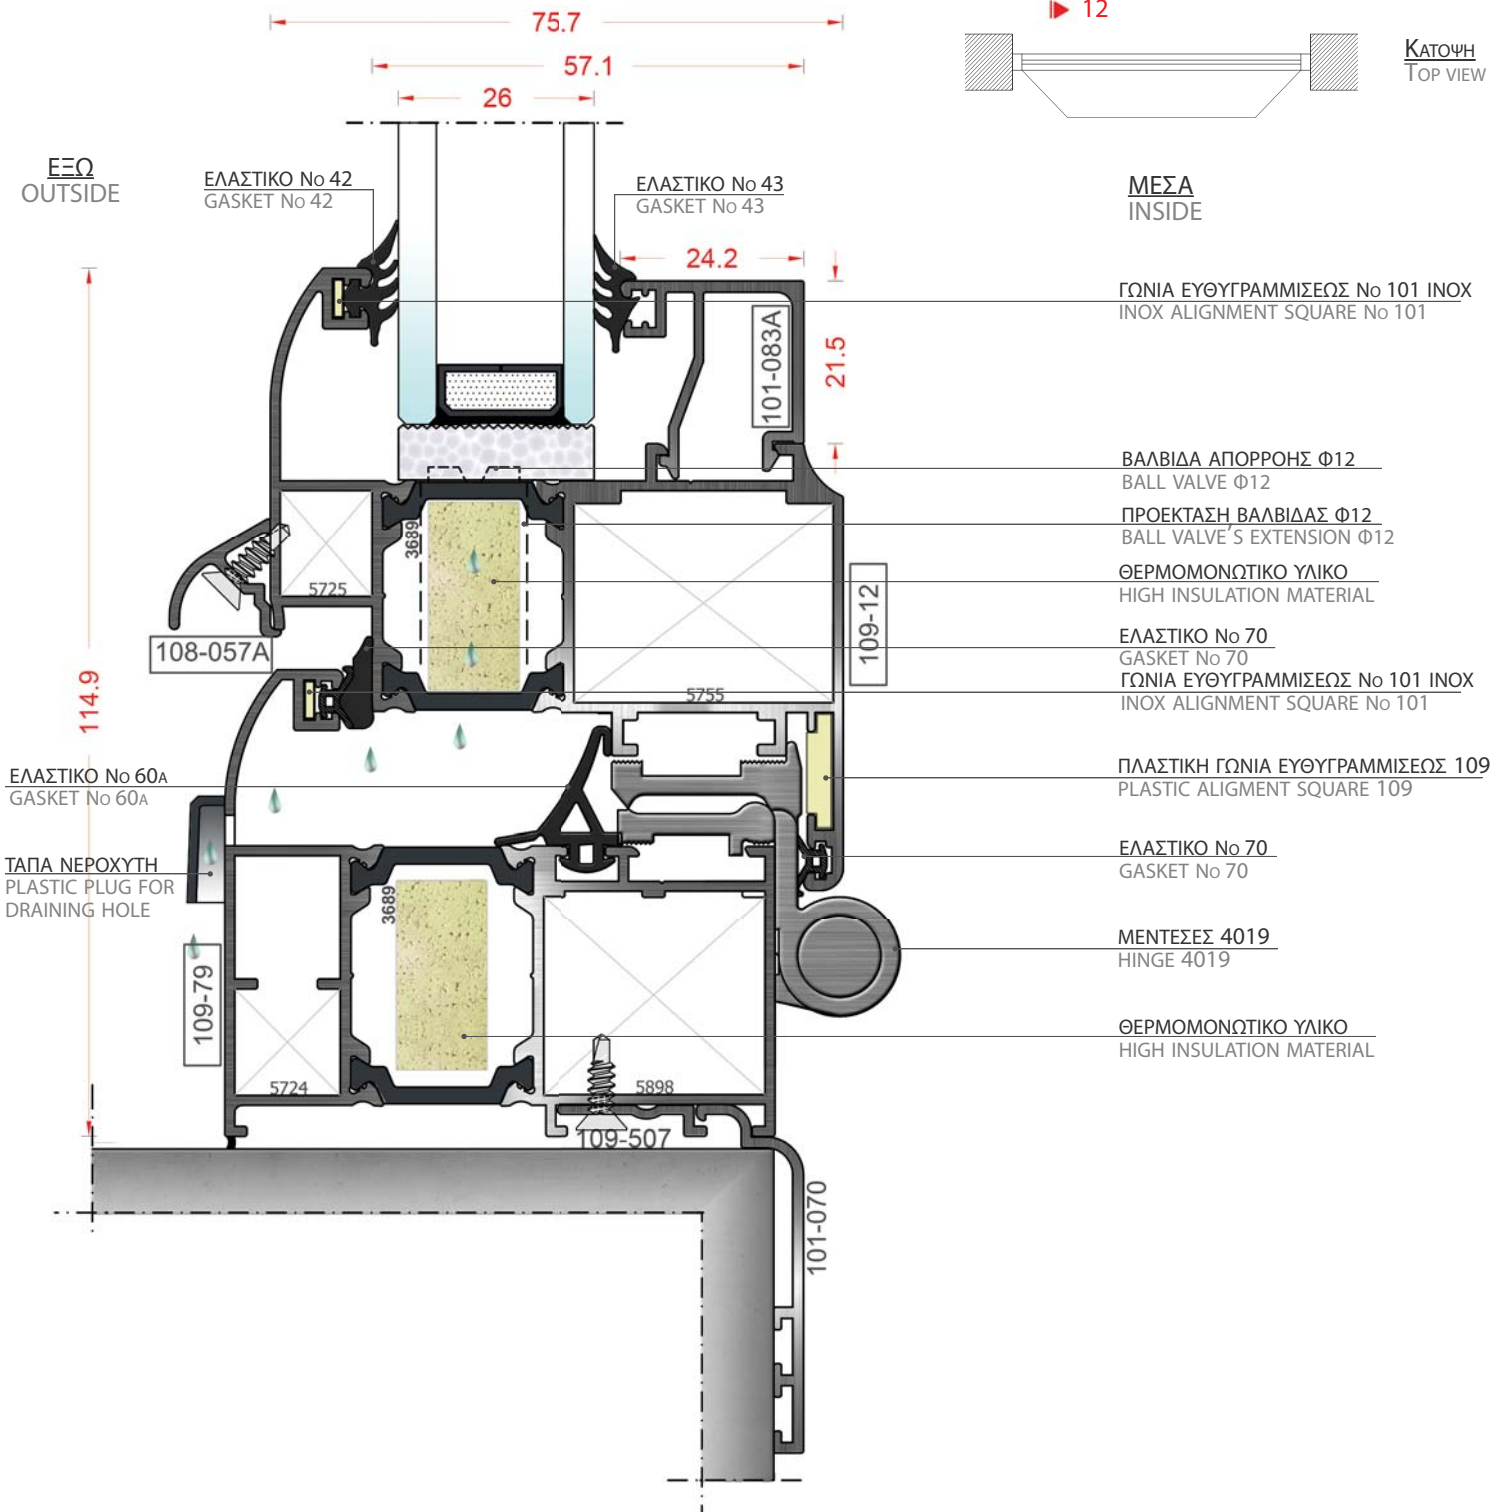 75.7
12
57.1
ΚΑΤΟΨΗ
TOP VIEW
26
ΕΞΩ
OUTSIDE
ΕΛΑΣΤΙΚΟ Νο 42
GASKET No 42
ΕΛΑΣΤΙΚΟ Νο 43
GASKET No 43
ΜΕΣΑ
INSIDE
24.2
ΓΩΝΙΑ ΕΥΘΥΓΡΑΜΜΙΣΕΩΣ Νο 101 INOX
INOX ALIGNMENT SQUARE No 101
101-083A
21.5
ΒΑΛΒΙΔΑ ΑΠΟΡΡΟΗΣ Φ12
BALL VALVE Φ12
ΠΡΟΕΚΤΑΣΗ ΒΑΛΒΙΔΑΣ Φ12
BALL VALVE'S EXTENSION Φ12
3689
ΘΕΡΜΟΜΟΝΩΤΙΚΟ ΥΛΙΚΟ
HIGH INSULATION MATERIAL
5725
109-12
108-057A
ΕΛΑΣΤΙΚΟ Νο 70
GASKET No 70
114.9
5755
ΓΩΝΙΑ ΕΥΘΥΓΡΑΜΜΙΣΕΩΣ Νο 101 INOX
INOX ALIGNMENT SQUARE No 101
ΕΛΑΣΤΙΚΟ Νο 60Α
GASKET No 60A
ΠΛΑΣΤΙΚΗ ΓΩΝΙΑ ΕΥΘΥΓΡΑΜΜΙΣΕΩΣ 109
PLASTIC ALIGMENT SQUARE 109
ΤΑΠΑ ΝΕΡΟΧΥΤΗ
PLASTIC PLUG FOR
DRAINING HOLE
ΕΛΑΣΤΙΚΟ Νο 70
GASKET No 70
3689
ΜΕΝΤΕΣΕΣ 4019
HINGE 4019
109-79
ΘΕΡΜΟΜΟΝΩΤΙΚΟ ΥΛΙΚΟ
HIGH INSULATION MATERIAL
5724
5898
109-507
101-070